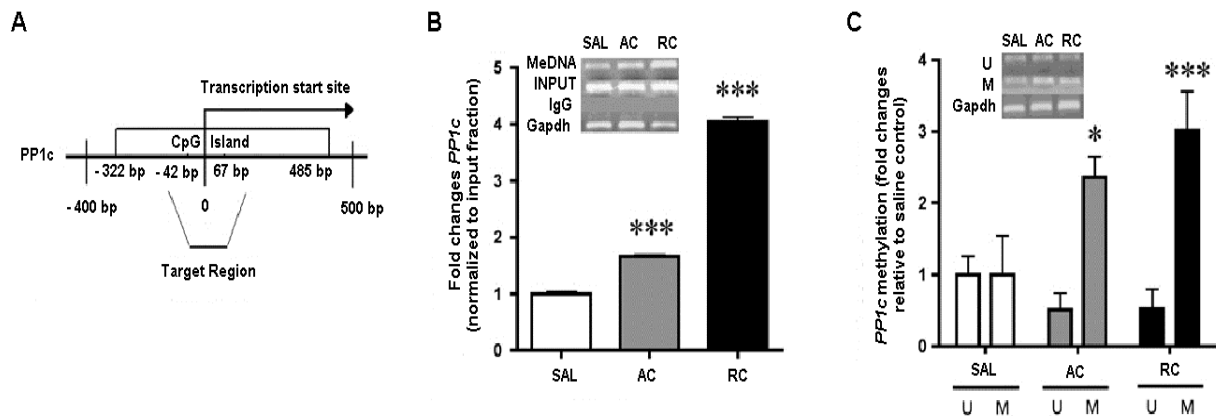 A
Transcription start site
CpG Island
PP1c
-322 bp
-42 bp
67 bp
485 bp
-400 bp
0
500 bp
Target Region
B
SAL AC RC
MeDNA
INPUT
IgG
Gapdh
Fold changes PP1c
(normalized to input fraction)
5
4
3
2
1
0
***
***
SAL AC RC
C
SAL AC RC
U
M
Gapdh
PP1c methylation (fold changes
relative to saline control)
4
3
2
1
0
*
***
SAL AC RC
U M U M U M